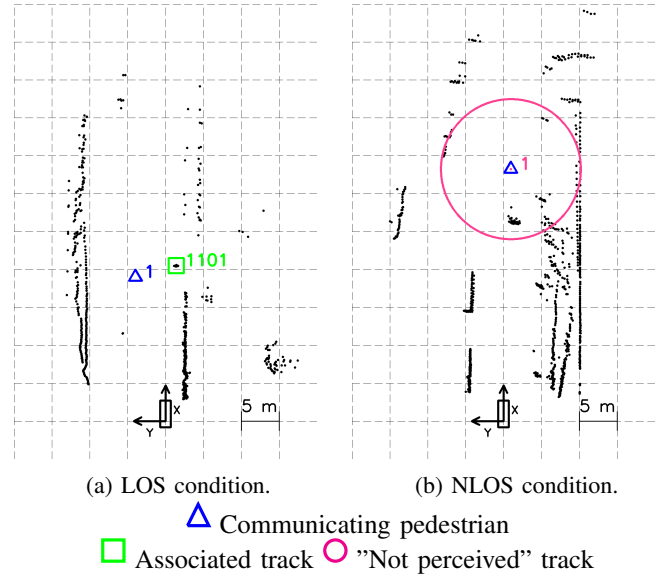 1
1101
1
X
Y
5 m
X
Y
5 m
(a) LOS condition.
(b) NLOS condition.
Communicating pedestrian
Associated track
"Not perceived" track